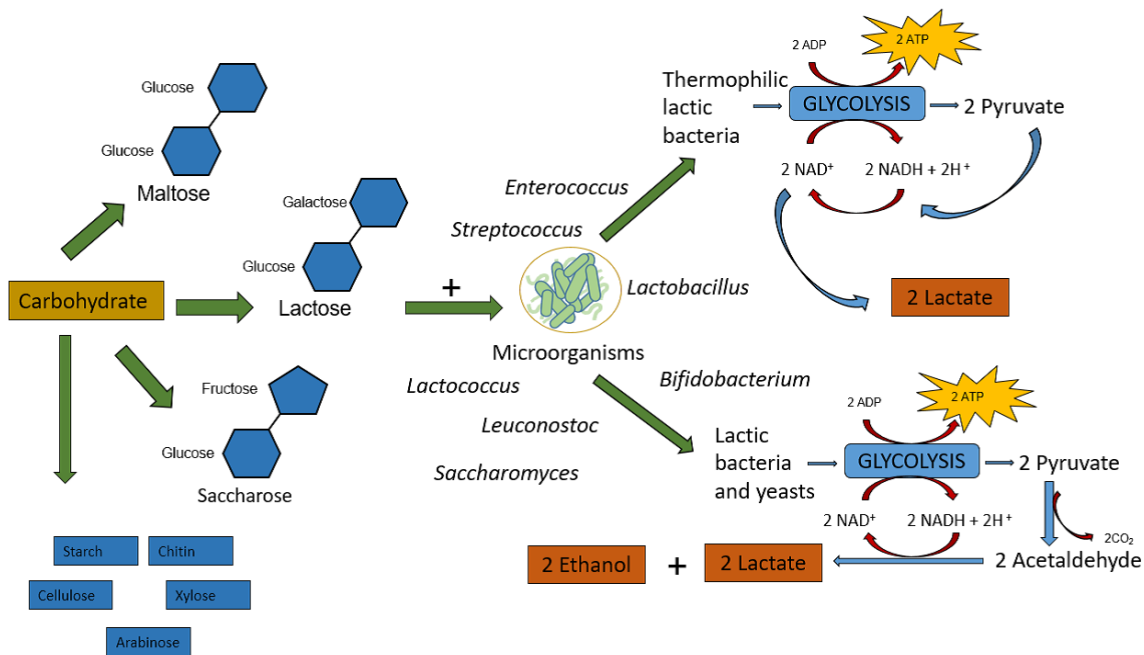 Glucose
Glucose
Maltose
Carbohydrate
Galactose
Glucose
Lactose
Fructose
Glucose
Saccharose
Starch
Chitin
Cellulose
Xylose
Arabinose
+
Enterococcus
Streptococcus
Lactobacillus
Microorganisms
Lactococcus
Bifidobacterium
Leuconostoc
Saccharomyces
Thermophilic
lactic
bacteria
2 ADP
2 ATP
GLYCOLYSIS
2 Pyruvate
2 NAD⁺
2 NADH + 2H⁺
2 Lactate
Lactic
bacteria
and yeasts
2 ADP
2 ATP
GLYCOLYSIS
2 Pyruvate
2 NAD⁺
2 NADH + 2H⁺
2CO₂
2 Acetaldehyde
2 Ethanol + 2 Lactate